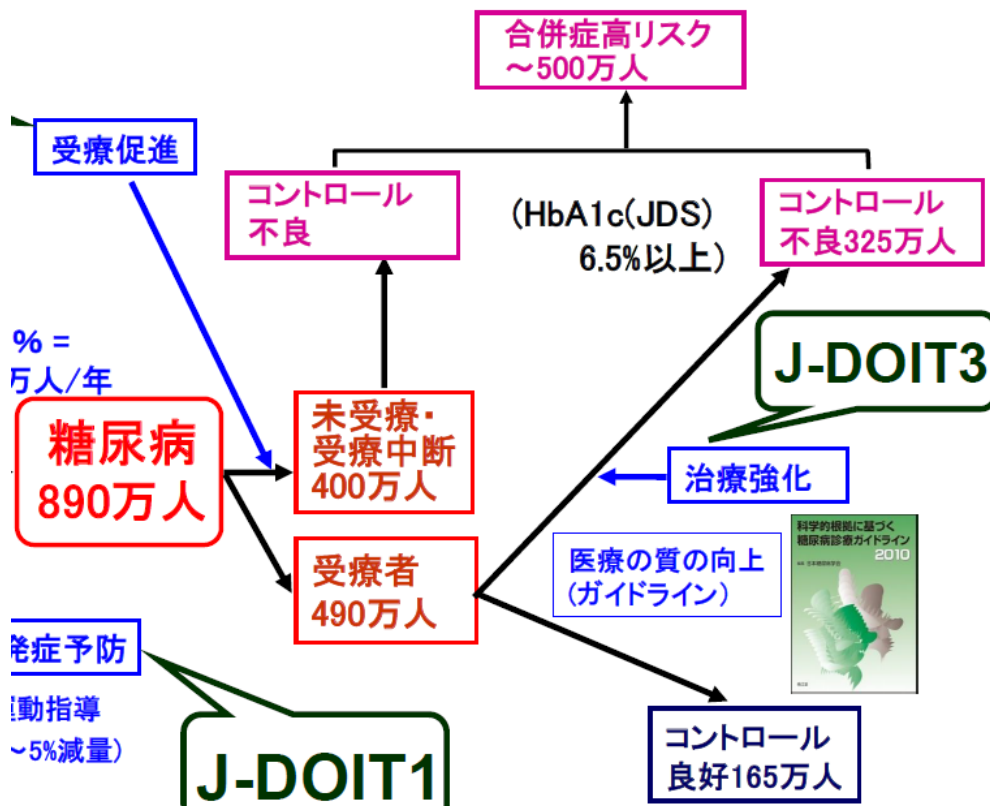 合併症高リスク
～500万人
受療促進
コントロール
不良
(HbA1c(JDS)
6.5%以上)
コントロール
不良325万人
% =
万人/年
J-DOIT3
糖尿病
890万人
未受療・
受療中断
400万人
治療強化
科学的根拠に基づく
糖尿病診療ガイドライン
2010
受療者
490万人
医療の質の向上
(ガイドライン)
発症予防
運動指導
～5%減量)
J-DOIT1
コントロール
良好165万人